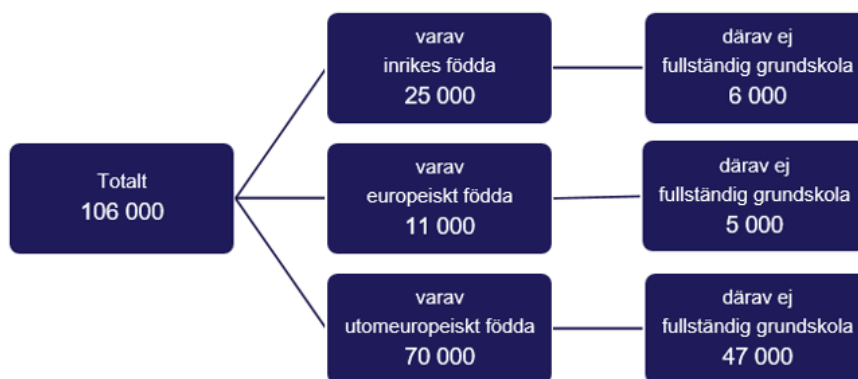 Totalt
106 000
varav
inrikes födda
25 000
därav ej
fullständig grundskola
6 000
varav
europeiskt födda
11 000
därav ej
fullständig grundskola
5 000
varav
utomeuropeiskt födda
70 000
därav ej
fullständig grundskola
47 000